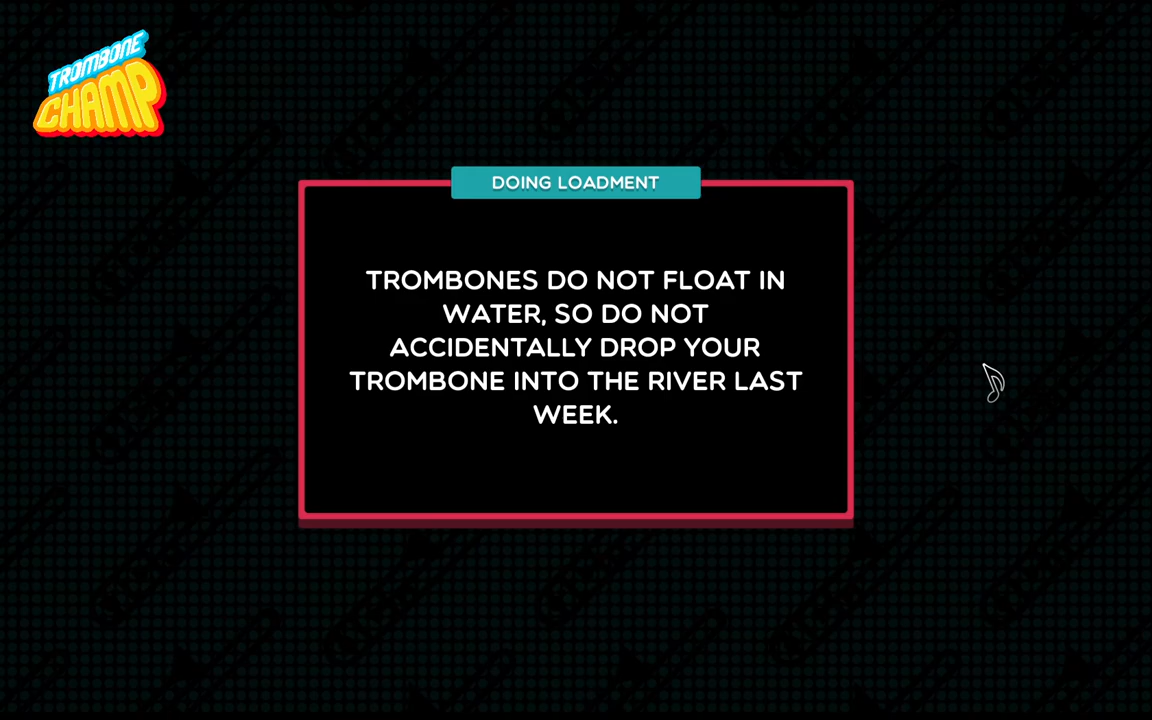 TROMBONE
CHAMP
DOING LOADMENT
TROMBONES DO NOT FLOAT IN
WATER, SO DO NOT
ACCIDENTALLY DROP YOUR
TROMBONE INTO THE RIVER LAST
WEEK.